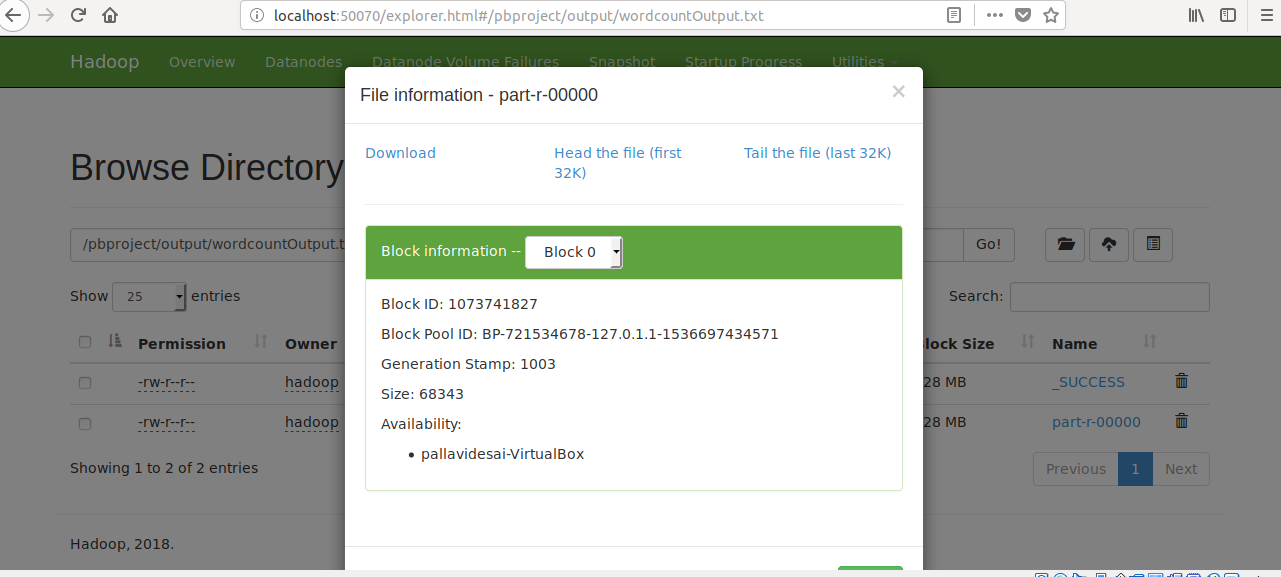 localhost:50070/explorer.html#/pbproject/output/wordcountOutput.txt
Hadoop Overview Datanodes Datanode Volume Failures Snapshot Startup Progress Utilities
File information - part-r-00000 ×
Download Head the file (first 32K) Tail the file (last 32K)
Browse Directory
/pbproject/output/wordcountOutput.t Go!
Block information -- Block 0
Show 25 entries Search:
Block ID: 1073741827
Block Pool ID: BP-721534678-127.0.1.1-1536697434571
Permission Owner lock Size Name
Generation Stamp: 1003
-rw-r--r-- hadoop 28 MB _SUCCESS
Size: 68343
-rw-r--r-- hadoop 28 MB part-r-00000
Availability:
pallavidesai-VirtualBox
Showing 1 to 2 of 2 entries Previous 1 Next
Hadoop, 2018.